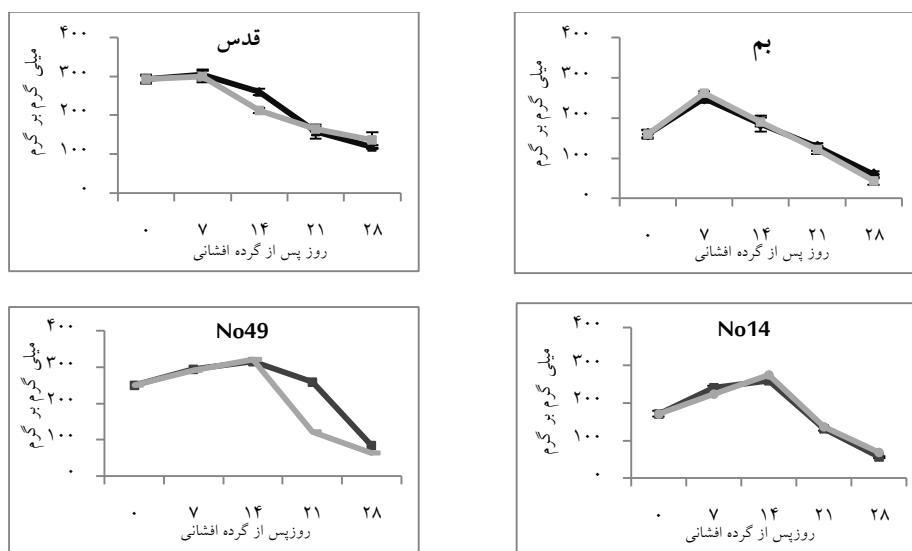 قدس
۴۰۰
۳۰۰
۲۰۰
۱۰۰
۰
میلی گرم بر گرم
۰ ۷ ۱۴ ۲۱ ۲۸
روز پس از گرده افشانی
بم
۴۰۰
۳۰۰
۲۰۰
۱۰۰
۰
میلی گرم بر گرم
۰ ۷ ۱۴ ۲۱ ۲۸
روز پس از گرده افشانی
No49
۴۰۰
۳۰۰
۲۰۰
۱۰۰
۰
میلی گرم بر گرم
۰ ۷ ۱۴ ۲۱ ۲۸
روزپس از گرده افشانی
No14
۴۰۰
۳۰۰
۲۰۰
۱۰۰
۰
میلی گرم بر گرم
۰ ۷ ۱۴ ۲۱ ۲۸
روزپس از گرده افشانی